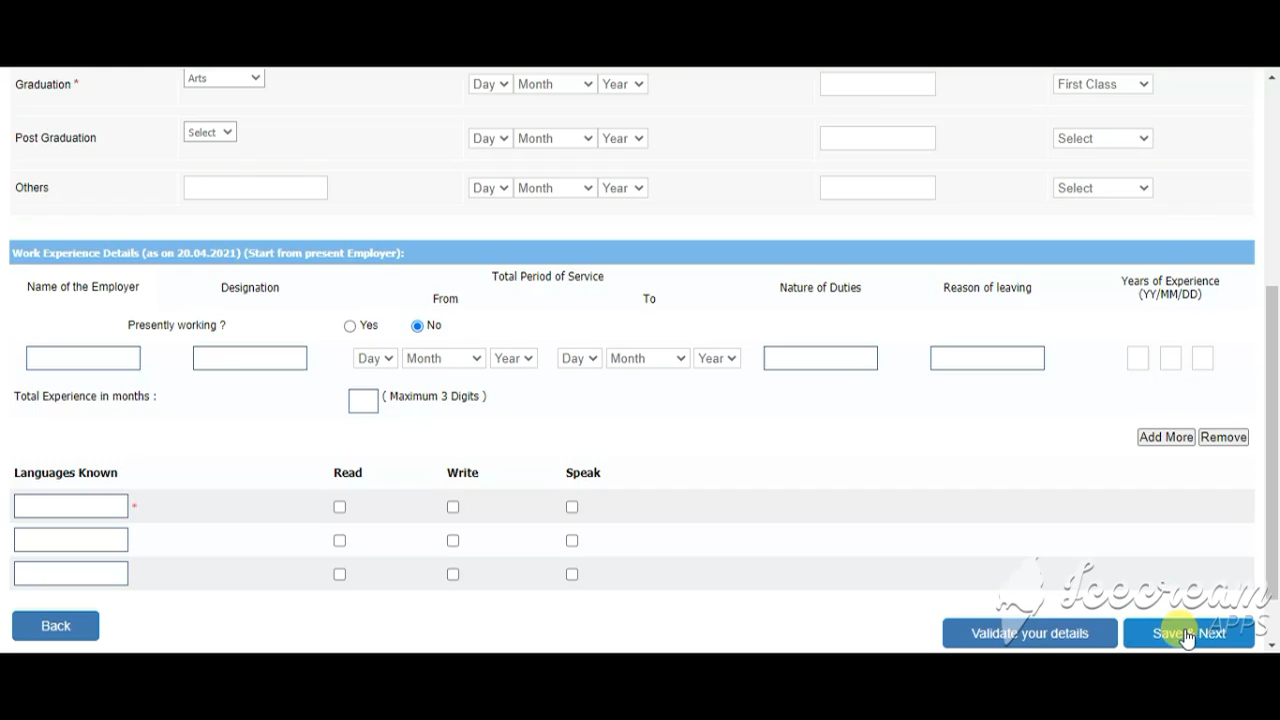 Graduation * Arts Day Month Year First Class
Post Graduation Select Day Month Year Select
Others Day Month Year Select
Work Experience Details (as on 20.04.2021) (Start from present Employer):
Name of the Employer Designation Total Period of Service From To Nature of Duties Reason of leaving Years of Experience (YY/MM/DD)
Presently working ? Yes No
Day Month Year Day Month Year
Total Experience in months : ( Maximum 3 Digits )
Add More Remove
Languages Known Read Write Speak
*
Icecream
APPS
Back Validate your details Save & Next